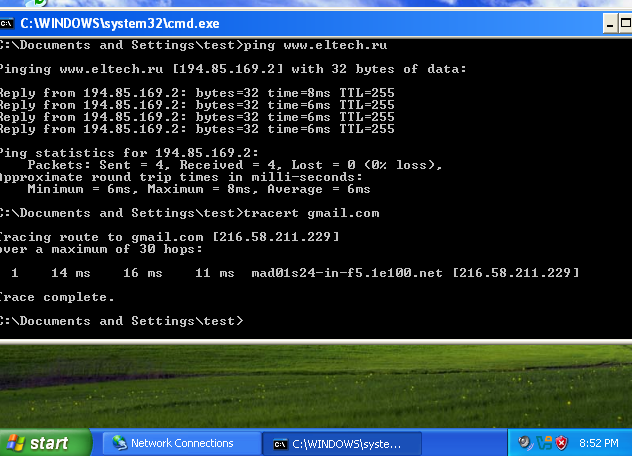 C:\WINDOWS\system32\cmd.exe
C:\Documents and Settings\test>ping www.eltech.ru
Pinging www.eltech.ru [194.85.169.2] with 32 bytes of data:
Reply from 194.85.169.2: bytes=32 time=8ms TTL=255
Reply from 194.85.169.2: bytes=32 time=6ms TTL=255
Reply from 194.85.169.2: bytes=32 time=6ms TTL=255
Reply from 194.85.169.2: bytes=32 time=6ms TTL=255
Ping statistics for 194.85.169.2:
Packets: Sent = 4, Received = 4, Lost = 0 (0% loss),
Approximate round trip times in milli-seconds:
Minimum = 6ms, Maximum = 8ms, Average = 6ms
C:\Documents and Settings\test>tracert gmail.com
Tracing route to gmail.com [216.58.211.229]
over a maximum of 30 hops:
1 14 ms 16 ms 11 ms mad01s24-in-f5.1e100.net [216.58.211.229]
Trace complete.
C:\Documents and Settings\test>
start
Network Connections
C:\WINDOWS\syste...
8:52 PM